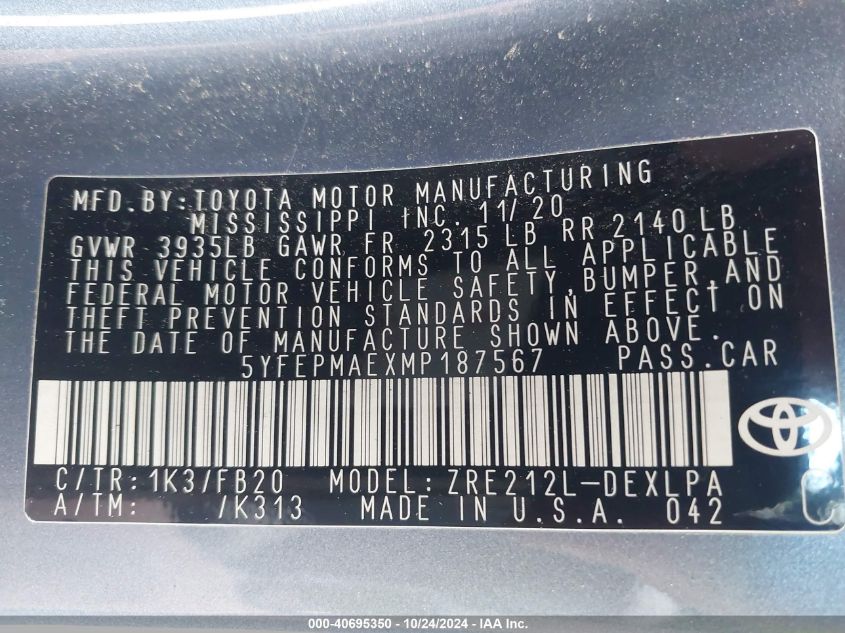 MFD.BY:TOYOTA MOTOR MANUFACTURING
MISSISSIPPI INC. 11/20
GVWR 3935LB GAWR FR 2315 LB RR 2140 LB
THIS VEHICLE CONFORMS TO ALL APPLICABLE
FEDERAL MOTOR VEHICLE SAFETY,BUMPER,AND
THEFT PREVENTION STANDARDS IN EFFECT ON
THE DATE OF MANUFACTURE SHOWN ABOVE.
5YFEPMAEXMP187567 PASS.CAR
C/TR:1K3/FB20 MODEL:ZRE212L-DEXLPA
A/TM: /K313 MADE IN U.S.A. 042
000-40695350 - 10/24/2024 - IAA Inc.